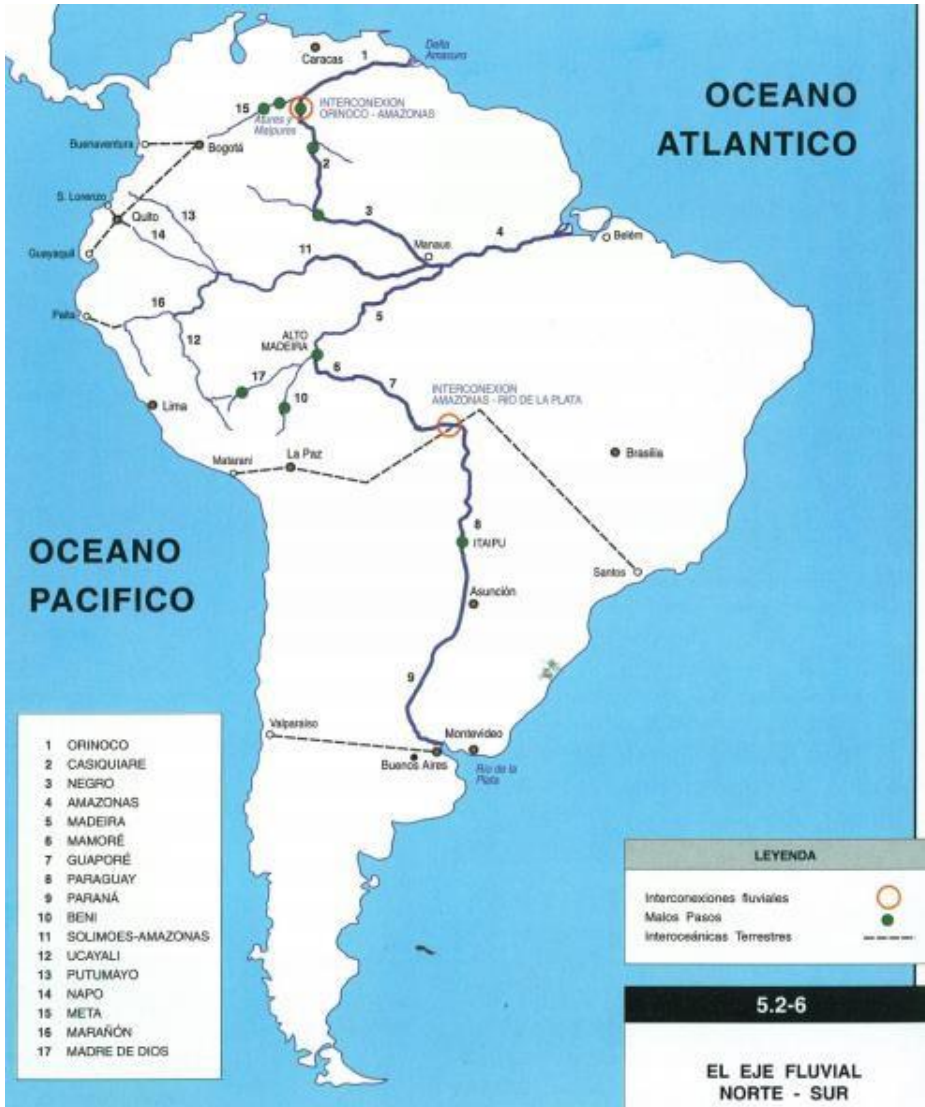 Caracas
1
Delta
Amacuro
OCEANO
ATLANTICO
15
Atures y
Maipures
INTERCONEXION
ORINOCO - AMAZONAS
Buenaventura
Bogotá
2
S. Lorenzo
Quito
13
14
3
4
Belém
Manaus
11
Guayaquil
16
Paita
5
12
ALTO
MADEIRA
6
7
17
10
INTERCONEXION
AMAZONAS - RIO DE LA PLATA
Lima
Matarani
La Paz
Brasilia
8
ITAIPU
OCEANO
PACIFICO
Santos
Asunción
9
Valparaíso
Montevideo
Buenos Aires
Río de la
Plata
1 ORINOCO
2 CASIQUIARE
3 NEGRO
4 AMAZONAS
5 MADEIRA
6 MAMORÉ
7 GUAPORÉ
8 PARAGUAY
9 PARANÁ
10 BENI
11 SOLIMOES-AMAZONAS
12 UCAYALI
13 PUTUMAYO
14 NAPO
15 META
16 MARAÑÓN
17 MADRE DE DIOS
LEYENDA
Interconexiones fluviales
Malos Pasos
Interoceánicas Terrestres
5.2-6
EL EJE FLUVIAL
NORTE - SUR